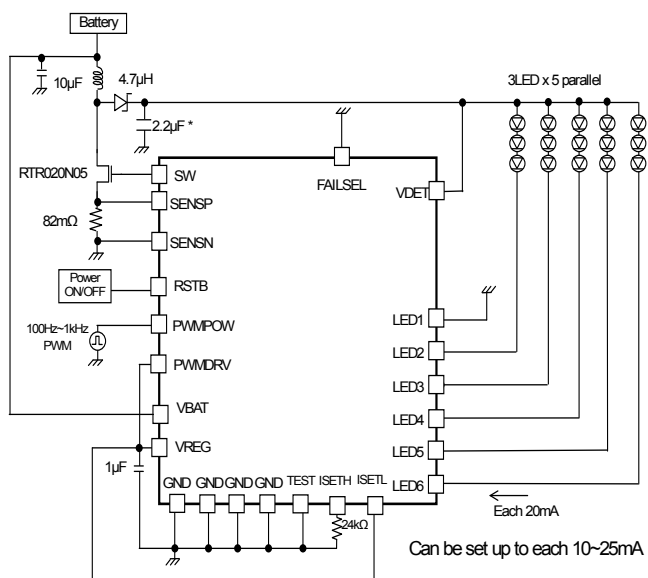 Battery
10μF
4.7μH
3LED x 5 parallel
2.2μF *
RTR020N05
SW
FAILSEL
VDET
SENSP
82mΩ
SENSN
Power
ON/OFF
RSTB
100Hz~1kHz
PWM
PWMPOW
LED1
LED2
PWMDRV
LED3
VBAT
LED4
VREG
LED5
1μF
GND GND GND GND TEST ISETH ISETL
LED6
24kΩ
Each 20mA
Can be set up to each 10~25mA